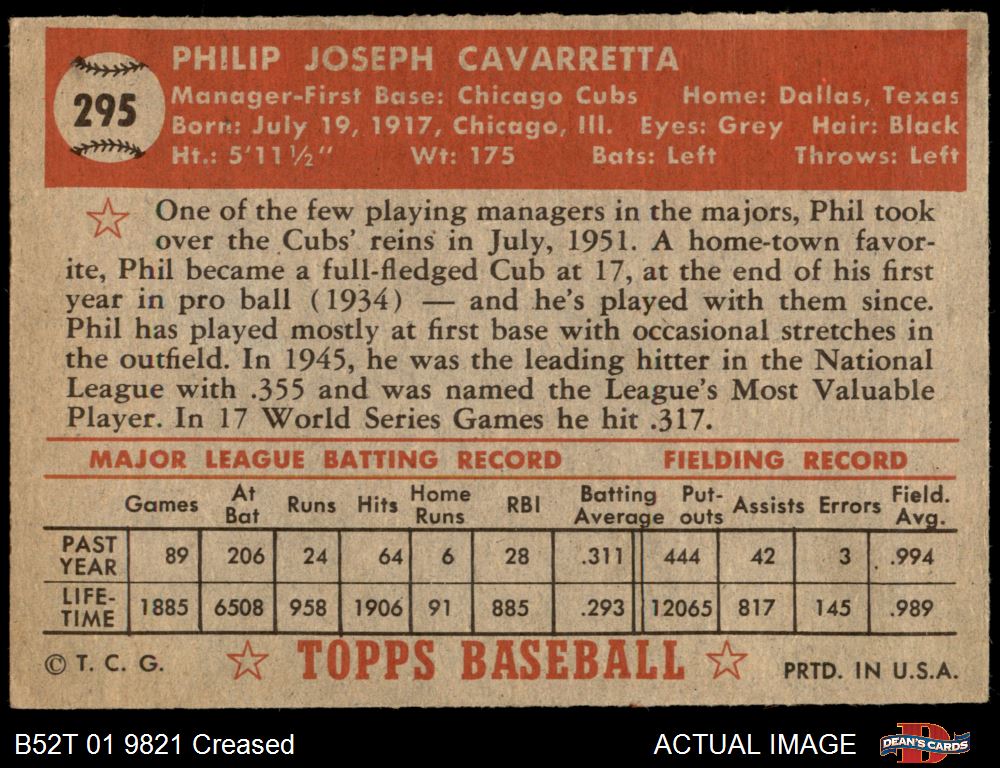 295
PHILIP JOSEPH CAVARRETTA
Manager-First Base: Chicago Cubs Home: Dallas, Texas
Born: July 19, 1917, Chicago, Ill. Eyes: Grey Hair: Black
Ht.: 5'11½" Wt: 175 Bats: Left Throws: Left
One of the few playing managers in the majors, Phil took
over the Cubs' reins in July, 1951. A home-town favor-
ite, Phil became a full-fledged Cub at 17, at the end of his first
year in pro ball (1934) — and he's played with them since.
Phil has played mostly at first base with occasional stretches in
the outfield. In 1945, he was the leading hitter in the National
League with .355 and was named the League's Most Valuable
Player. In 17 World Series Games he hit .317.
MAJOR LEAGUE BATTING RECORD FIELDING RECORD
Games At Bat Runs Hits Home Runs RBI Batting Average Put-outs Assists Errors Field. Avg.
PAST YEAR 89 206 24 64 6 28 .311 444 42 3 .994
LIFE-TIME 1885 6508 958 1906 91 885 .293 12065 817 145 .989
© T. C. G. TOPPS BASEBALL PRTD. IN U.S.A.
B52T 01 9821 Creased ACTUAL IMAGE DEAN'S CARDS